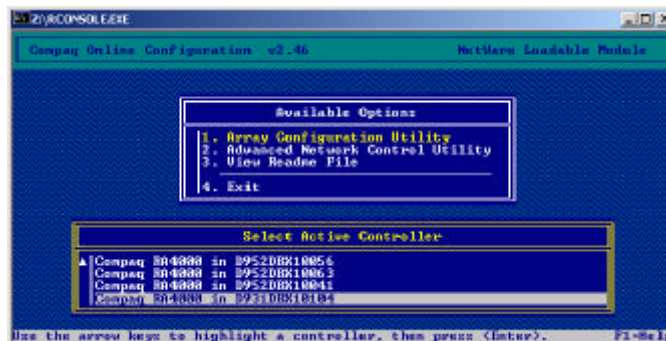 Z:\RCONSOLE.EXE
Compaq Online Configuration v2.46 NetWare Loadable Module
Available Options
1. Array Configuration Utility
2. Advanced Network Control Utility
3. View Readme File
4. Exit
Select Active Controller
Compaq RA4000 in D952DBX10056
Compaq RA4000 in D952DBX10063
Compaq RA4000 in D952DBX10041
Compaq RA4000 in D931DBX10104
Use the arrow keys to highlight a controller, then press <Enter>. F1=Hel